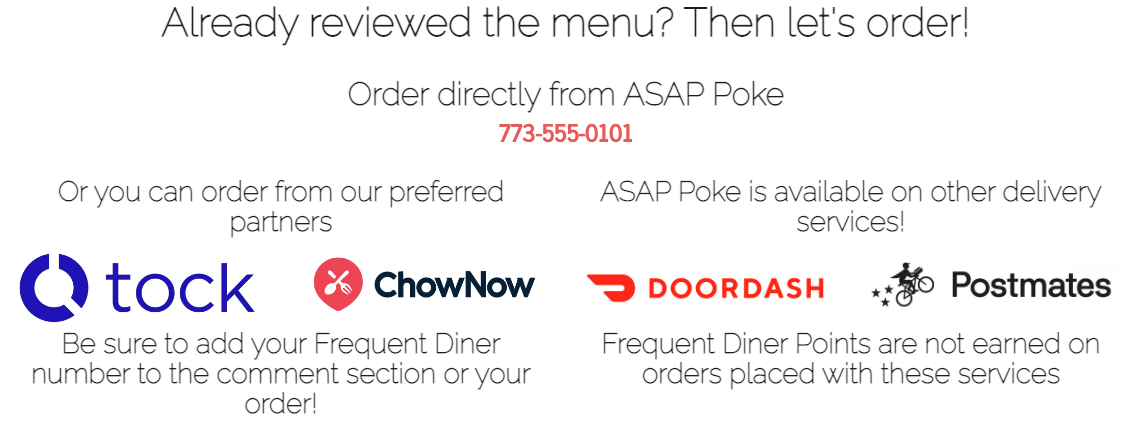 Already reviewed the menu? Then let's order!
Order directly from ASAP Poke
773-555-0101
Or you can order from our preferred
partners
tock
ChowNow
Be sure to add your Frequent Diner
number to the comment section or your
order!
ASAP Poke is available on other delivery
services!
DOORDASH
Postmates
Frequent Diner Points are not earned on
orders placed with these services